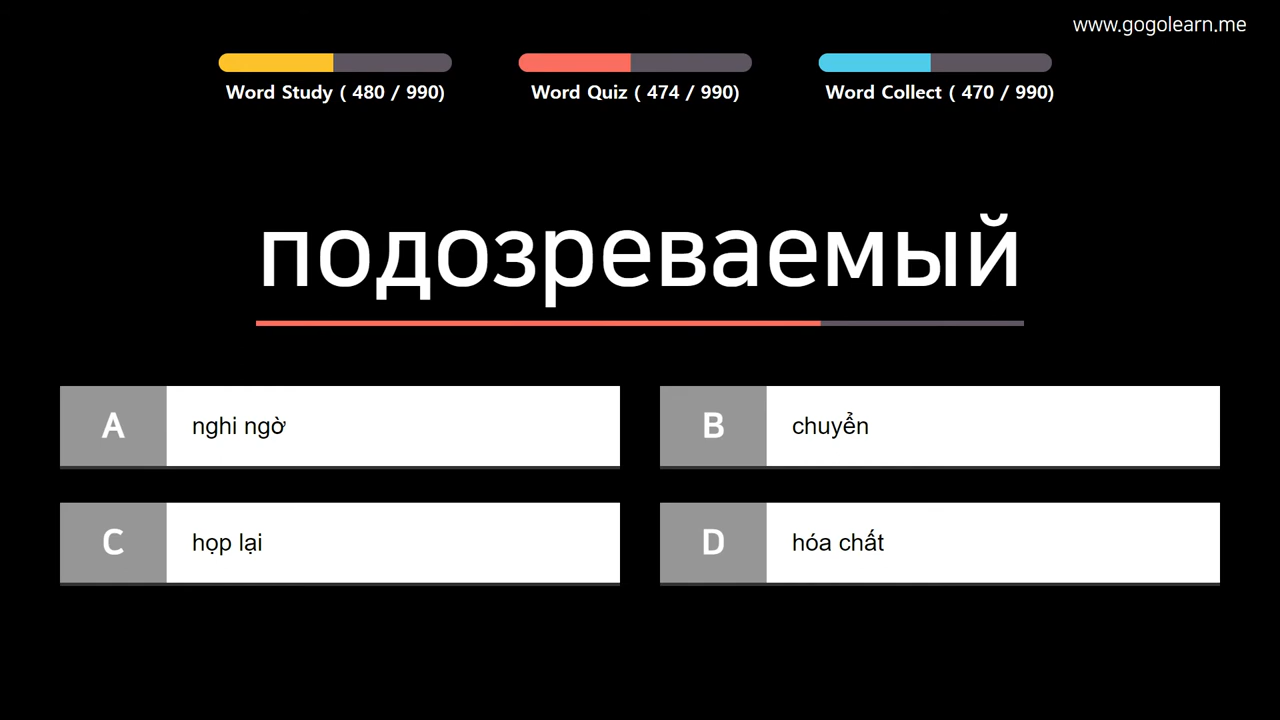 www.gogolearn.me
Word Study ( 480 / 990)
Word Quiz ( 474 / 990)
Word Collect ( 470 / 990)
подозреваемый
A
nghi ngờ
B
chuyển
C
họp lại
D
hóa chất